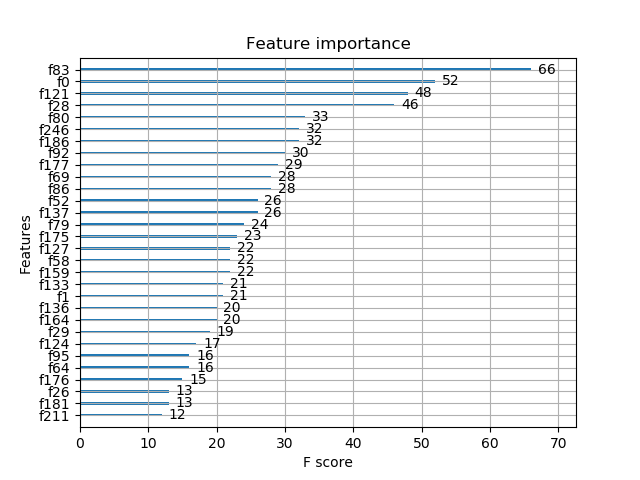 Feature importance
f83 66
f0 52
f121 48
f28 46
f80 33
f246 32
f186 32
f92 30
f177 29
f69 28
f86 28
f52 26
f137 26
f79 24
f175 23
f127 22
f58 22
f159 22
f133 21
f1 21
f136 20
f164 20
f29 19
f124 17
f95 16
f64 16
f176 15
f26 13
f181 13
f211 12
Features
0 10 20 30 40 50 60 70
F score